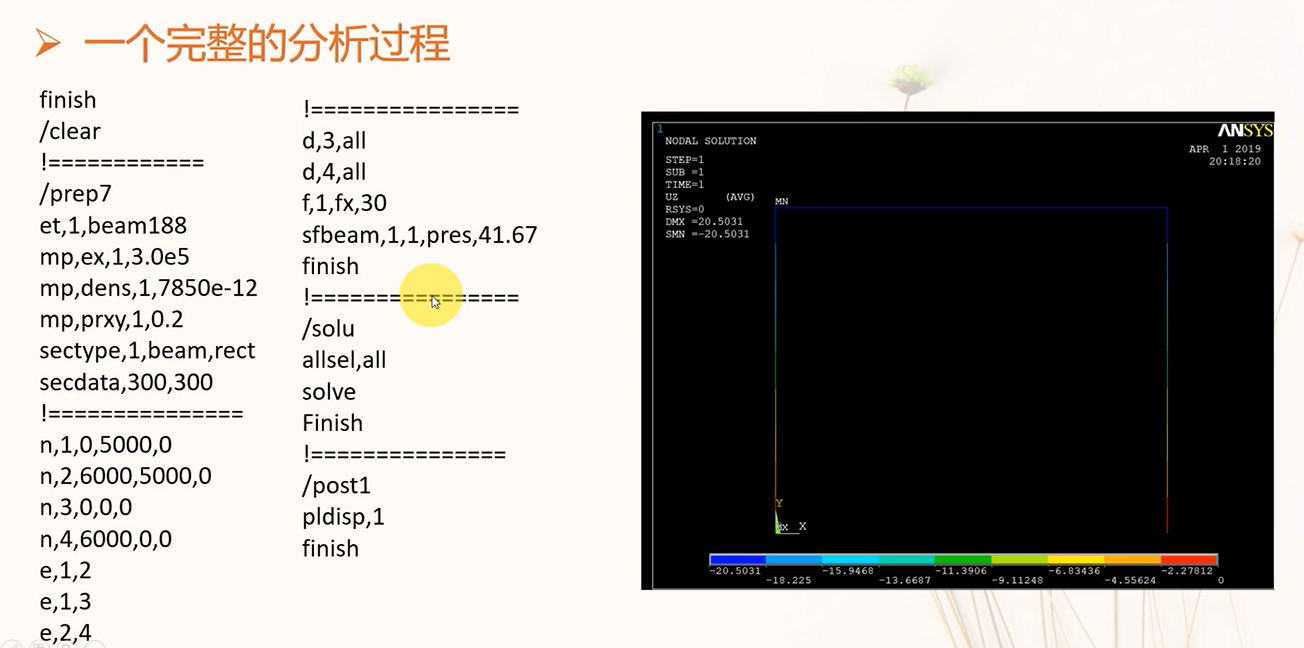 一个完整的分析过程
finish
/clear
!============
/prep7
et,1,beam188
mp,ex,1,3.0e5
mp,dens,1,7850e-12
mp,prxy,1,0.2
sectype,1,beam,rect
secdata,300,300
!===============
n,1,0,5000,0
n,2,6000,5000,0
n,3,0,0,0
n,4,6000,0,0
e,1,2
e,1,3
e,2,4
!================
d,3,all
d,4,all
f,1,fx,30
sfbeam,1,1,pres,41.67
finish
!================
/solu
allsel,all
solve
Finish
!===============
/post1
pldisp,1
finish
1
NODAL SOLUTION
STEP=1
SUB =1
TIME=1
UZ (AVG)
RSYS=0
DMX =20.5031
SMN =-20.5031
ANSYS
APR 1 2019
20:18:20
MN
Y
X
-20.5031 -15.9468 -11.3906 -6.83436 -2.27812
-18.225 -13.6687 -9.11248 -4.55624 0